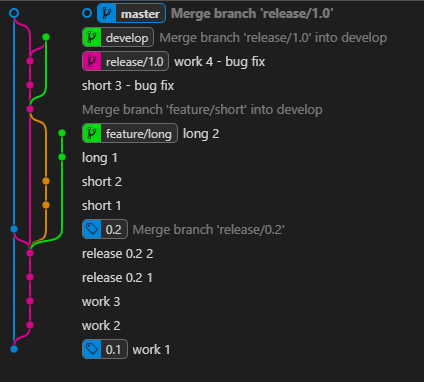 master Merge branch 'release/1.0'
develop Merge branch 'release/1.0' into develop
release/1.0 work 4 - bug fix
short 3 - bug fix
Merge branch 'feature/short' into develop
feature/long long 2
long 1
short 2
short 1
0.2 Merge branch 'release/0.2'
release 0.2 2
release 0.2 1
work 3
work 2
0.1 work 1